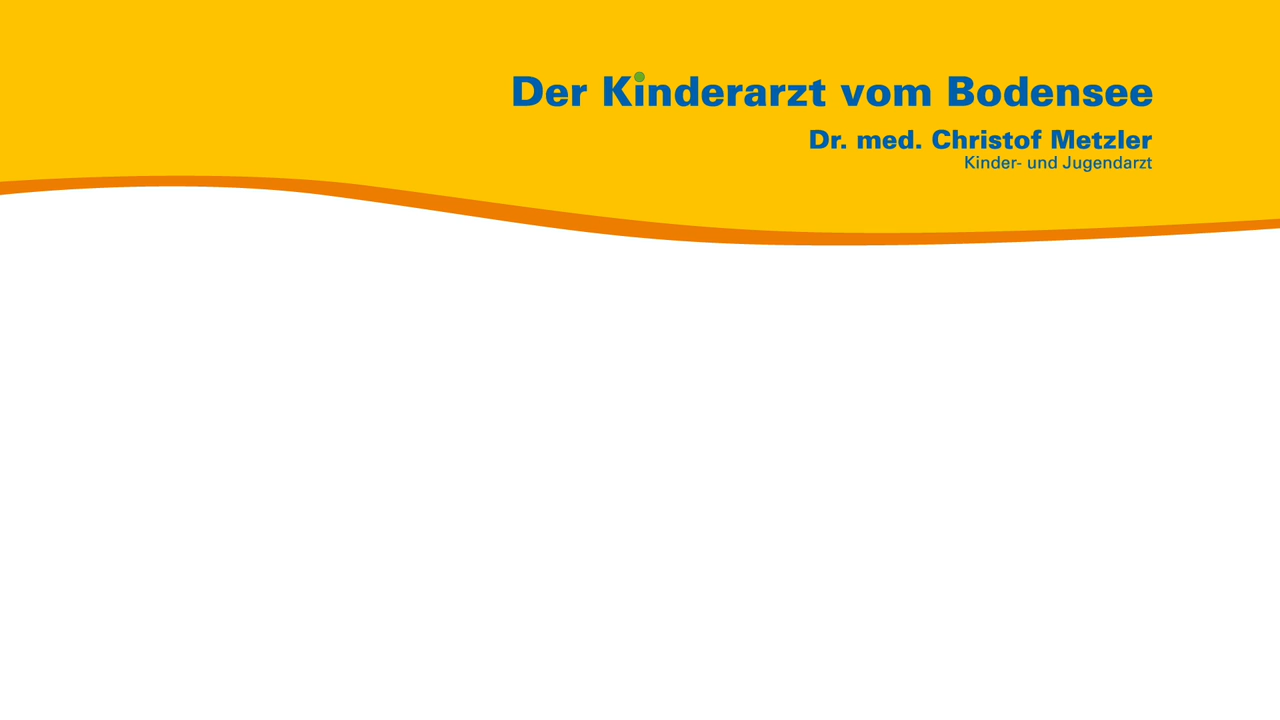 Der Kinderarzt vom Bodensee
Dr. med. Christof Metzler
Kinder- und Jugendarzt